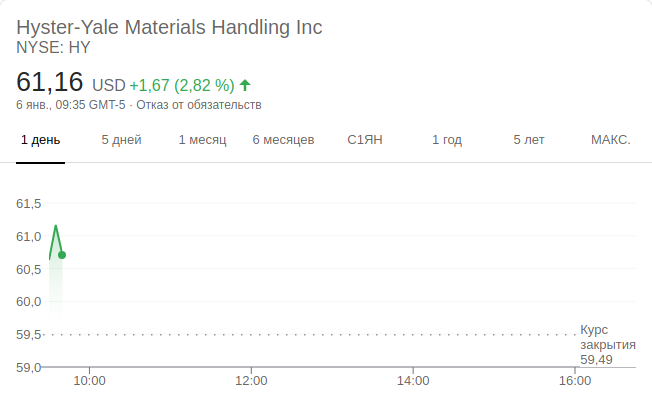 Hyster-Yale Materials Handling Inc
NYSE: HY
61,16 USD +1,67 (2,82 %)
6 янв., 09:35 GMT-5 · Отказ от обязательств
1 день 5 дней 1 месяц 6 месяцев С1ЯН 1 год 5 лет МАКС.
61,5
61,0
60,5
60,0
59,5
59,0
Курс
закрытия
59,49
10:00 12:00 14:00 16:00